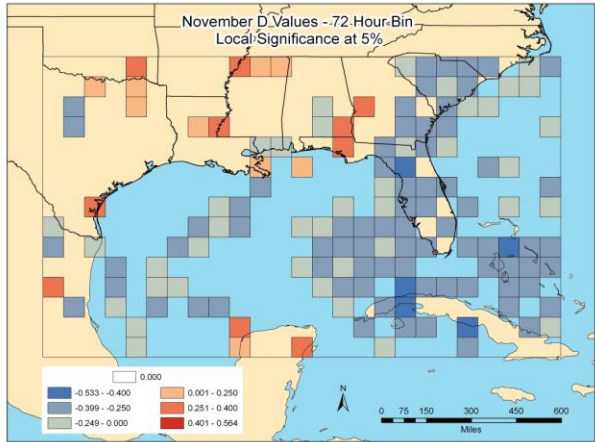 November D Values - 72 Hour-Bin
Local Significance at 5%
0.000
-0.533 - -0.400
0.001 - 0.250
-0.399 - -0.250
0.251 - 0.400
-0.249 - 0.000
0.401 - 0.564
N
0 75 150 300 450 600
Miles